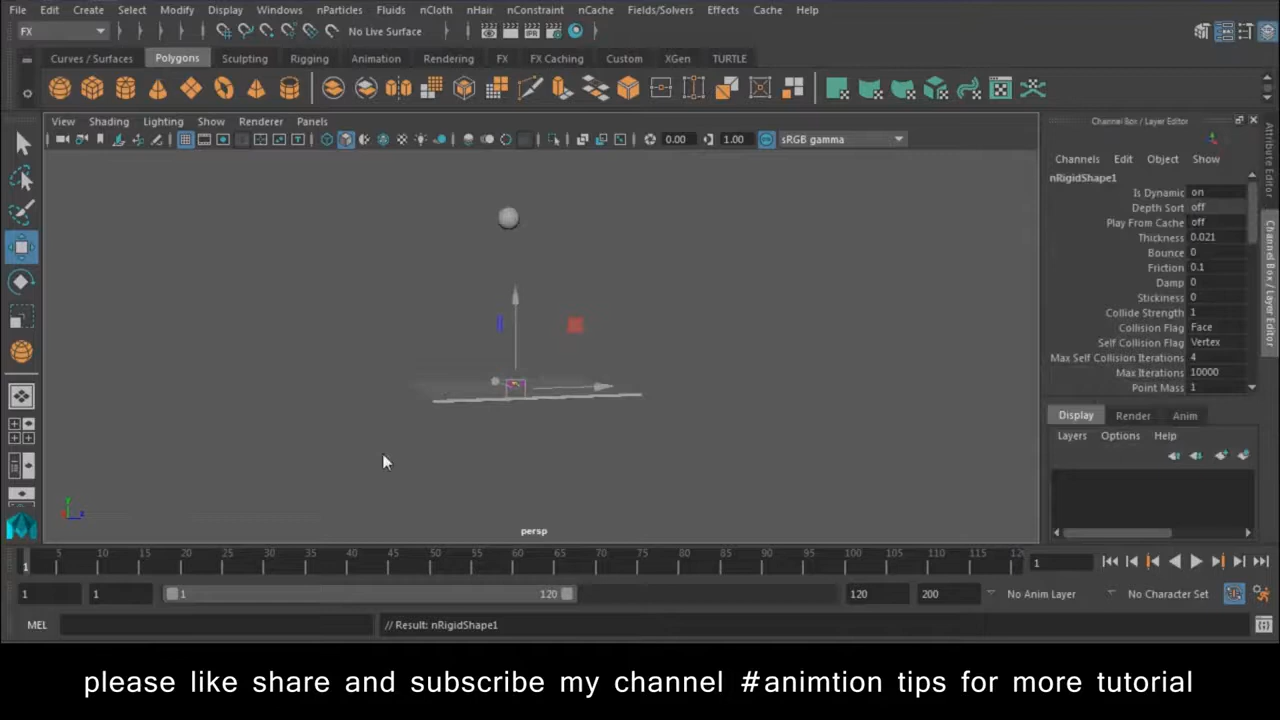 File Edit Create Select Modify Display Windows nParticles Fluids nCloth nHair nConstraint nCache Fields/Solvers Effects Cache Help
FX No Live Surface
Curves / Surfaces Polygons Sculpting Rigging Animation Rendering FX FX Caching Custom XGen TURTLE
View Shading Lighting Show Renderer Panels
0.00 1.00 sRGB gamma
Channel Box / Layer Editor
Channels Edit Object Show
nRigidShape1
Is Dynamic on
Depth Sort off
Play From Cache off
Thickness 0.021
Bounce 0
Friction 0.1
Damp 0
Stickiness 0
Collide Strength 1
Collision Flag Face
Self Collision Flag Vertex
Max Self Collision Iterations 4
Max Iterations 10000
Point Mass 1
Display Render Anim
Layers Options Help
Attribute Editor
Channel Box / Layer Editor
persp
5 10 15 20 25 30 35 40 45 50 55 60 65 70 75 80 85 90 95 100 105 110 115 12
1 1
1 1 1 120 120 200 No Anim Layer No Character Set
MEL // Result: nRigidShape1
please like share and subscribe my channel #animtion tips for more tutorial